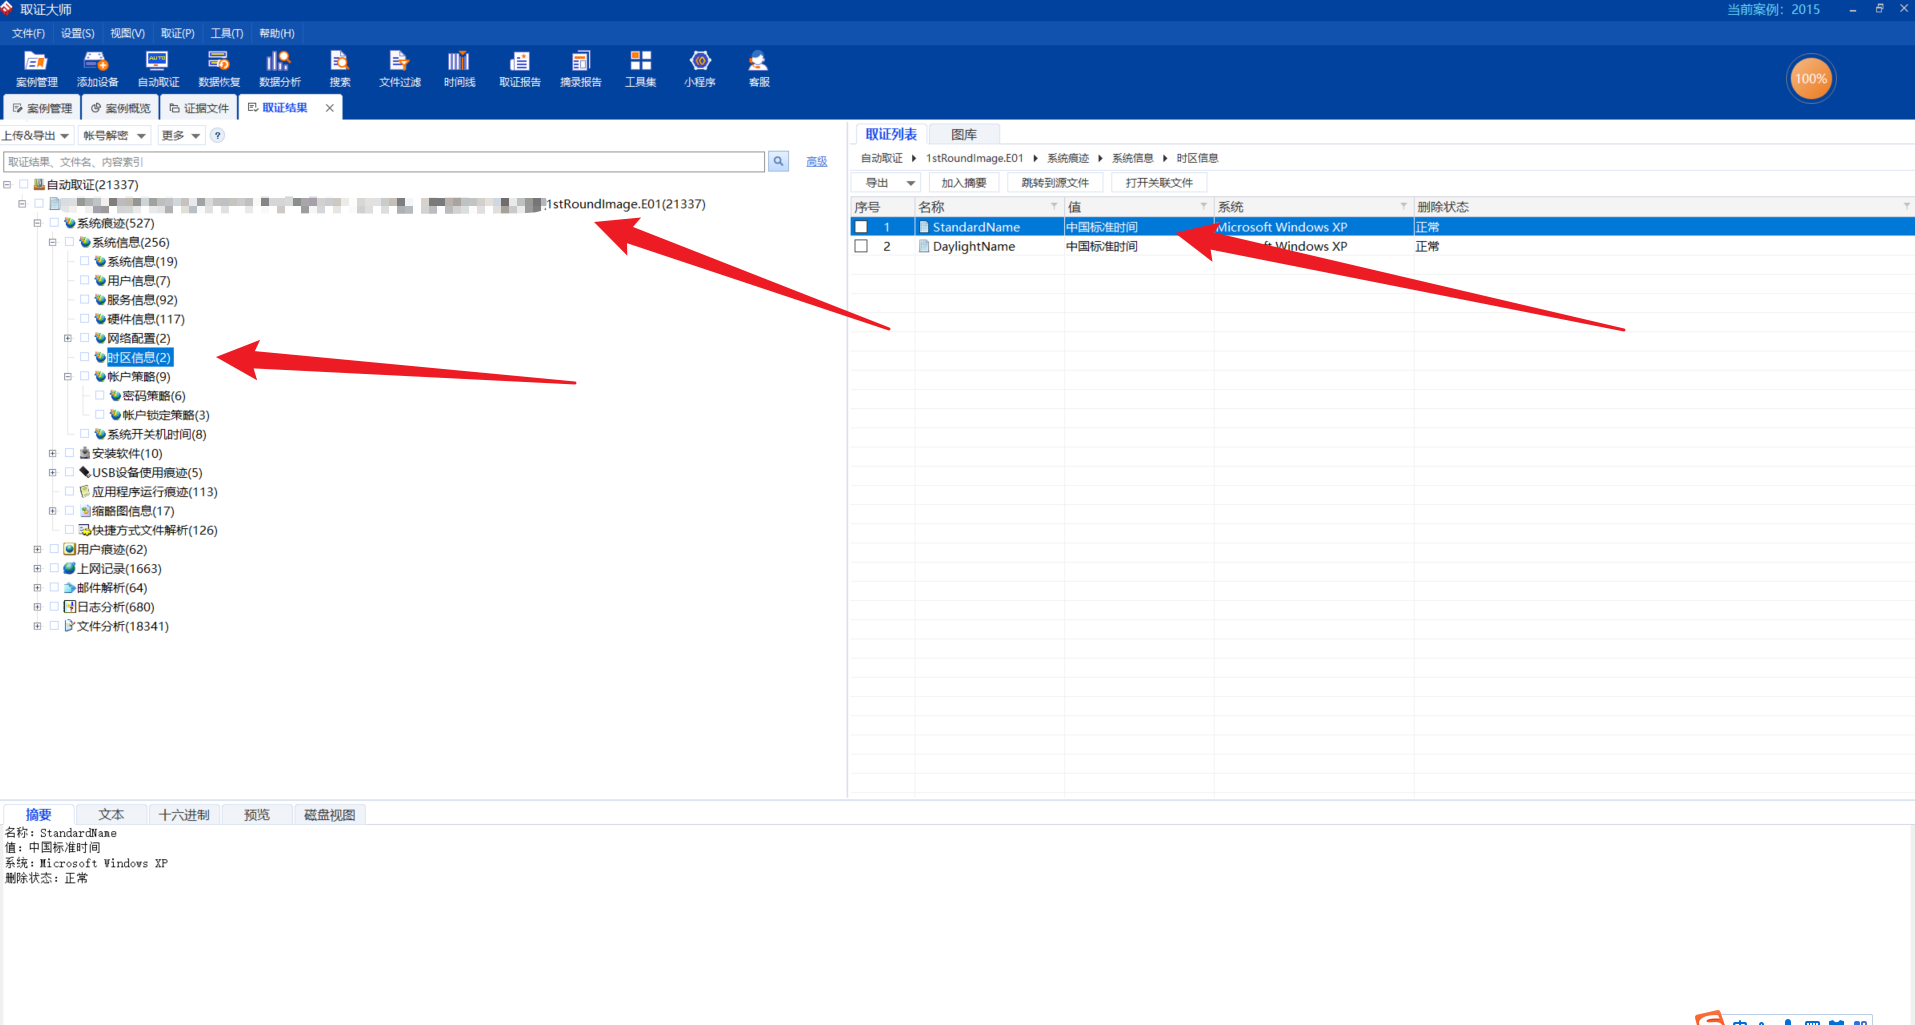 取证大师
当前案例：2015
文件(F) 设置(S) 视图(V) 取证(P) 工具(T) 帮助(H)
案例管理 添加设备 自动取证 数据恢复 数据分析 搜索 文件过滤 时间线 取证报告 摘录报告 工具集 小程序 客服
100%
案例管理 案例概览 证据文件 取证结果
上传&导出 帐号解密 更多 ?
取证结果、文件名、内容索引
高级
自动取证(21337)
1stRoundImage.E01(21337)
系统痕迹(527)
系统信息(256)
系统信息(19)
用户信息(7)
服务信息(92)
硬件信息(117)
网络配置(2)
时区信息(2)
帐户策略(9)
密码策略(6)
帐户锁定策略(3)
系统开关机时间(8)
安装软件(10)
USB设备使用痕迹(5)
应用程序运行痕迹(113)
缩略图信息(17)
快捷方式文件解析(126)
用户痕迹(62)
上网记录(1663)
邮件解析(64)
日志分析(680)
文件分析(18341)
取证列表 图库
自动取证 1stRoundImage.E01 系统痕迹 系统信息 时区信息
导出 加入摘要 跳转到源文件 打开关联文件
序号 名称 值 系统 删除状态
1 StandardName 中国标准时间 Microsoft Windows XP 正常
2 DaylightName 中国标准时间 Microsoft Windows XP 正常
摘要 文本 十六进制 预览 磁盘视图
名称：StandardName
值：中国标准时间
系统：Microsoft Windows XP
删除状态：正常